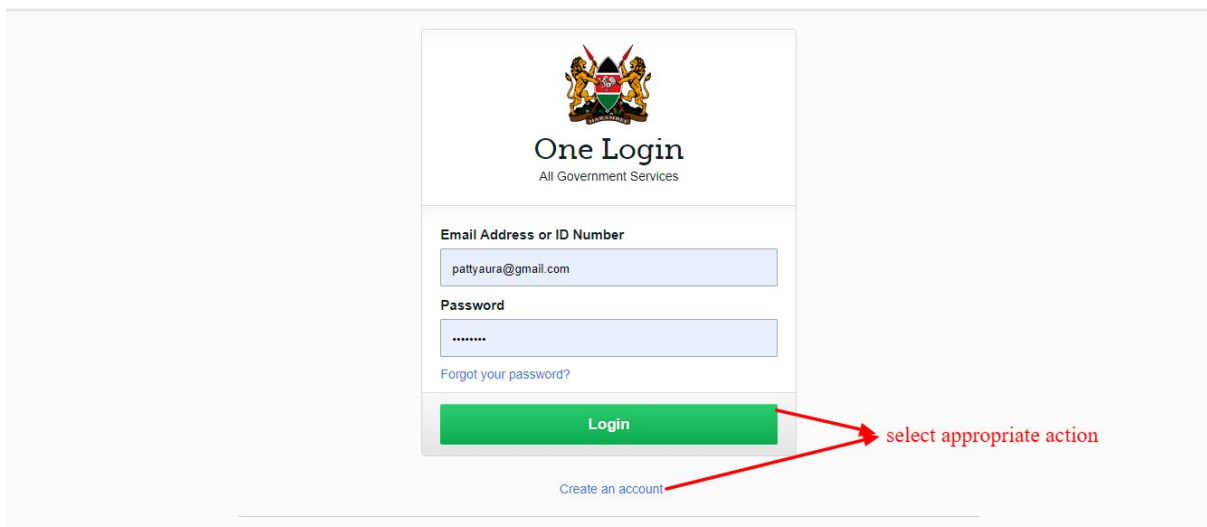 HARAMBEE
One Login
All Government Services
Email Address or ID Number
pattyaura@gmail.com
Password
••••••••
Forgot your password?
Login
select appropriate action
Create an account